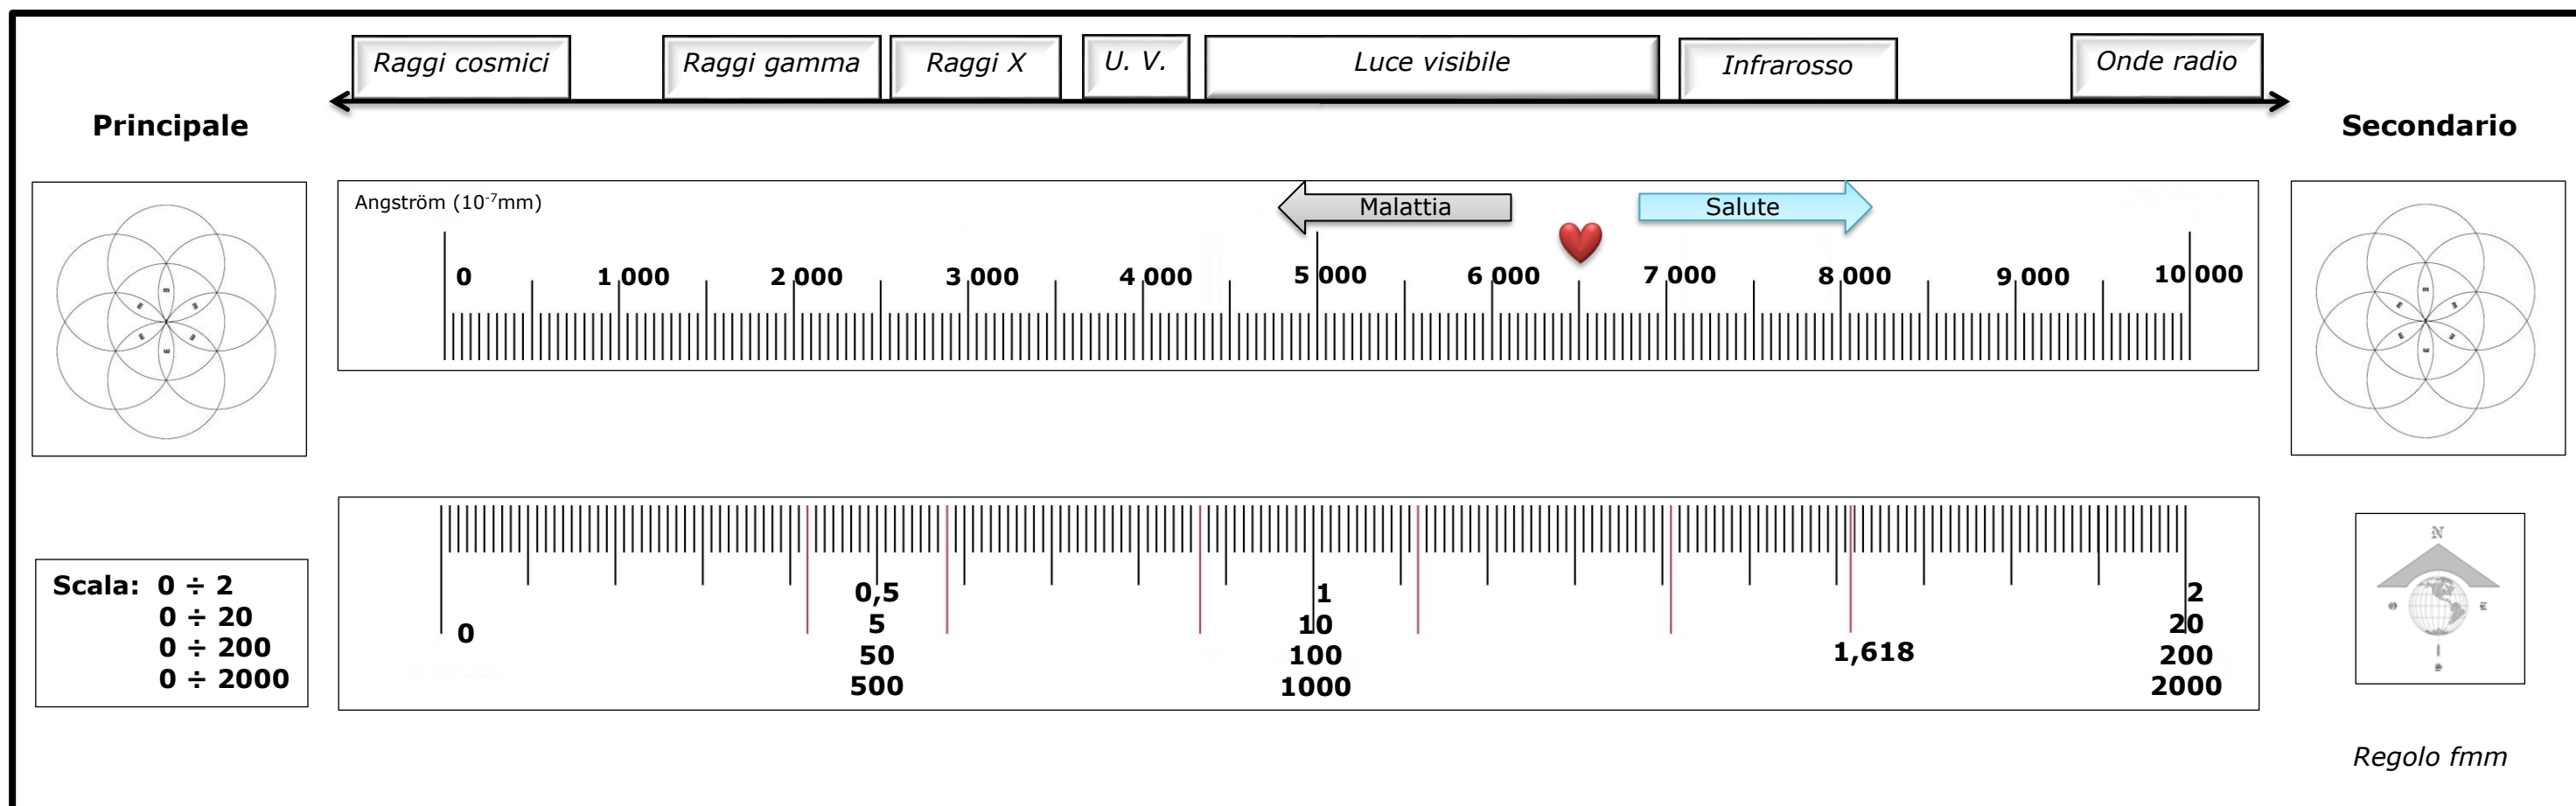 Raggi cosmici
Raggi gamma
Raggi X
U. V.
Luce visibile
Infrarosso
Onde radio
Principale
Secondario
Angström (10⁻⁷mm)
Malattia
Salute
0 1 000 2 000 3 000 4 000 5 000 6 000 7 000 8 000 9 000 10 000
Scala: 0 ÷ 2
0 ÷ 20
0 ÷ 200
0 ÷ 2000
0
0,5
5
50
500
1
10
100
1000
1,618
2
20
200
2000
N
Regolo fmm